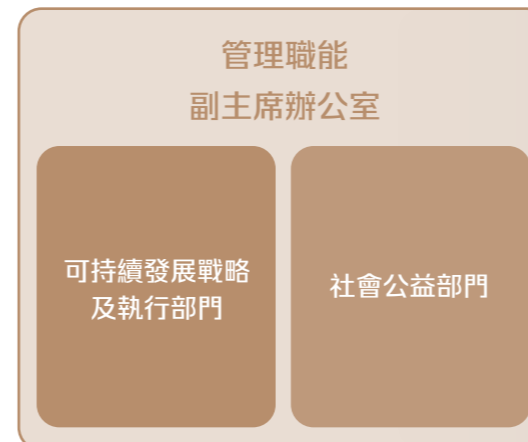 管理職能
副主席辦公室
可持續發展戰略
及執行部門
社會公益部門